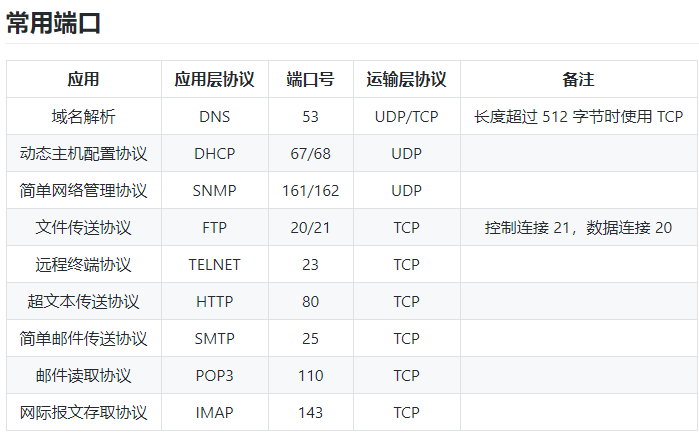 常用端口
应用 应用层协议 端口号 运输层协议 备注
域名解析 DNS 53 UDP/TCP 长度超过 512 字节时使用 TCP
动态主机配置协议 DHCP 67/68 UDP
简单网络管理协议 SNMP 161/162 UDP
文件传送协议 FTP 20/21 TCP 控制连接 21，数据连接 20
远程终端协议 TELNET 23 TCP
超文本传送协议 HTTP 80 TCP
简单邮件传送协议 SMTP 25 TCP
邮件读取协议 POP3 110 TCP
网际报文存取协议 IMAP 143 TCP